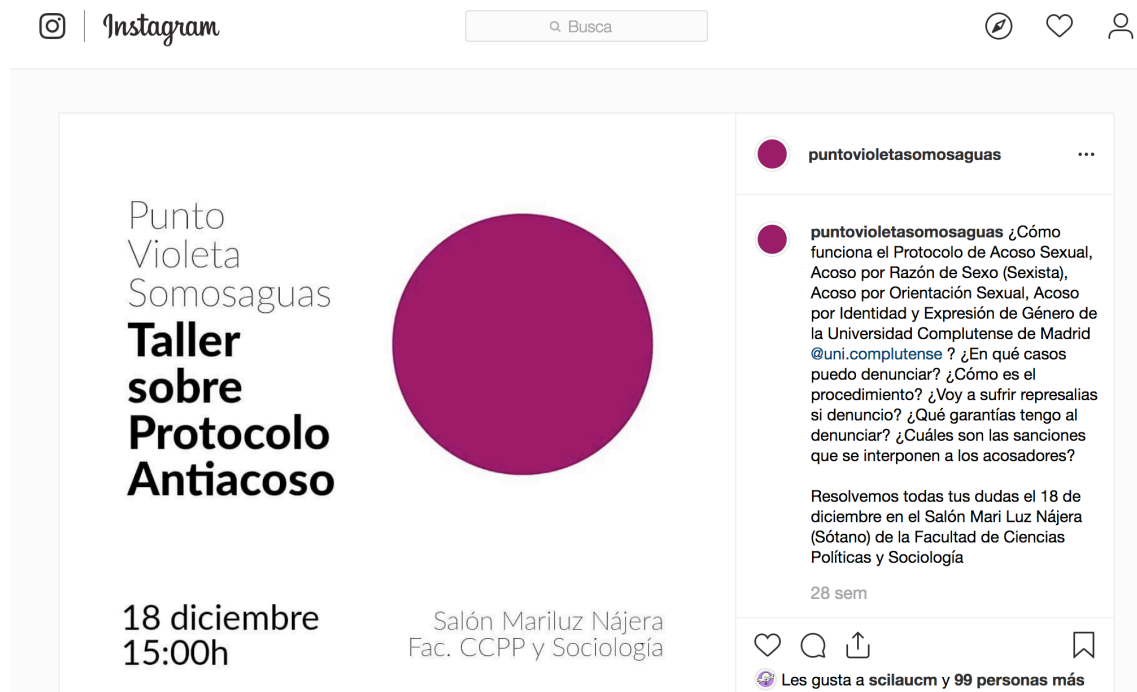 Instagram
Busca
Punto
Violeta
Somosaguas
Taller
sobre
Protocolo
Antiacoso
18 diciembre
15:00h
Salón Mariluz Nájera
Fac. CCPP y Sociología
puntovioletasomosaguas
puntovioletasomosaguas ¿Cómo
funciona el Protocolo de Acoso Sexual,
Acoso por Razón de Sexo (Sexista),
Acoso por Orientación Sexual, Acoso
por Identidad y Expresión de Género de
la Universidad Complutense de Madrid
@uni.complutense ? ¿En qué casos
puedo denunciar? ¿Cómo es el
procedimiento? ¿Voy a sufrir represalias
si denuncio? ¿Qué garantías tengo al
denunciar? ¿Cuáles son las sanciones
que se interponen a los acosadores?
Resolvemos todas tus dudas el 18 de
diciembre en el Salón Mari Luz Nájera
(Sótano) de la Facultad de Ciencias
Políticas y Sociología
28 sem
Les gusta a scilaucm y 99 personas más